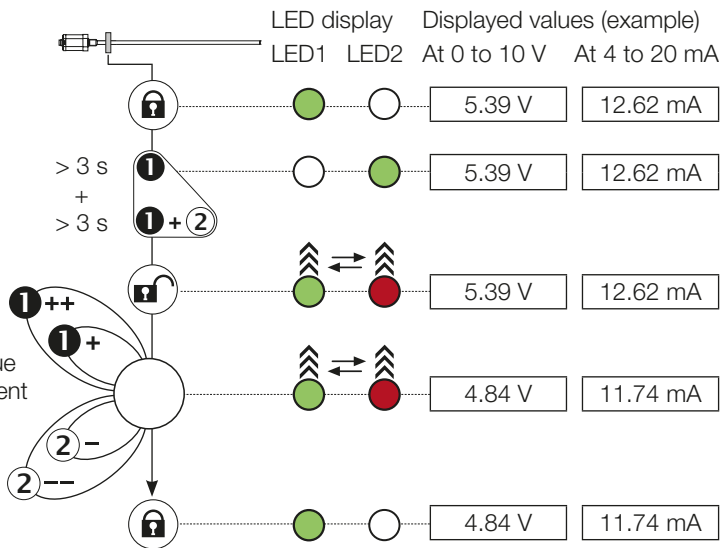 LED display Displayed values (example)
LED1 LED2 At 0 to 10 V At 4 to 20 mA
5.39 V 12.62 mA
> 3 s 1 5.39 V 12.62 mA
+
> 3 s 1 + 2
5.39 V 12.62 mA
1 ++
1 +
ue
ent 4.84 V 11.74 mA
2 –
2 ––
4.84 V 11.74 mA